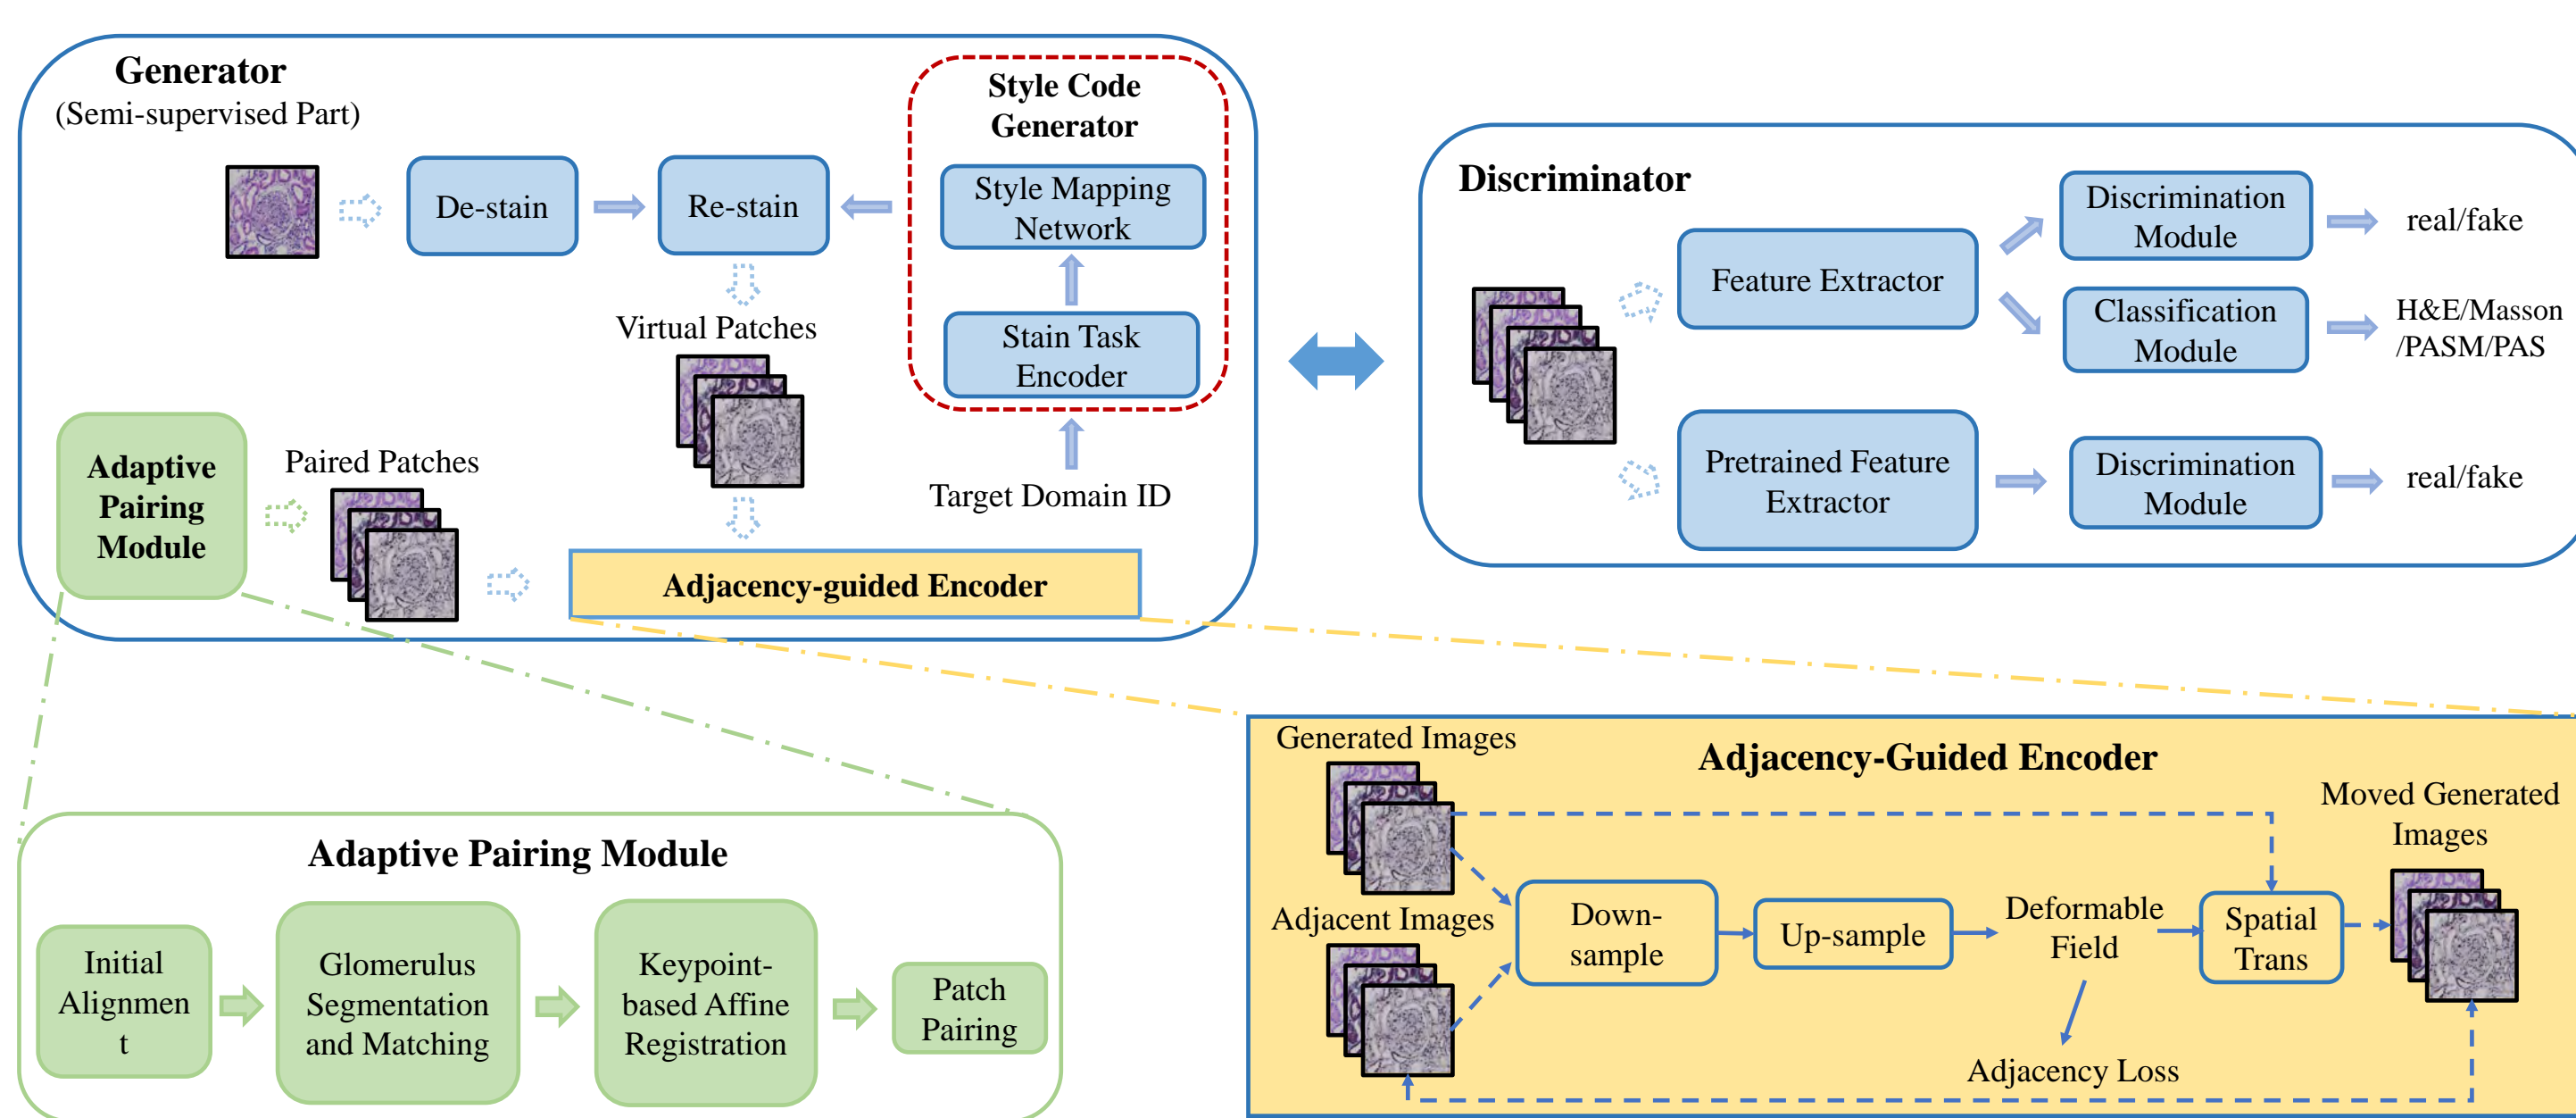 Generator
(Semi-supervised Part)
Style Code
Generator
De-stain
Re-stain
Style Mapping
Network
Stain Task
Encoder
Target Domain ID
Virtual Patches
Adaptive
Pairing
Module
Paired Patches
Adjacency-guided Encoder
Discriminator
Feature Extractor
Discrimination
Module
real/fake
Classification
Module
H&E/Masson
/PASM/PAS
Pretrained Feature
Extractor
Discrimination
Module
real/fake
Adaptive Pairing Module
Initial
Alignmen
t
Glomerulus
Segmentation
and Matching
Keypoint-
based Affine
Registration
Patch
Pairing
Generated Images
Adjacency-Guided Encoder
Moved Generated
Images
Adjacent Images
Down-
sample
Up-sample
Deformable
Field
Spatial
Trans
Adjacency Loss